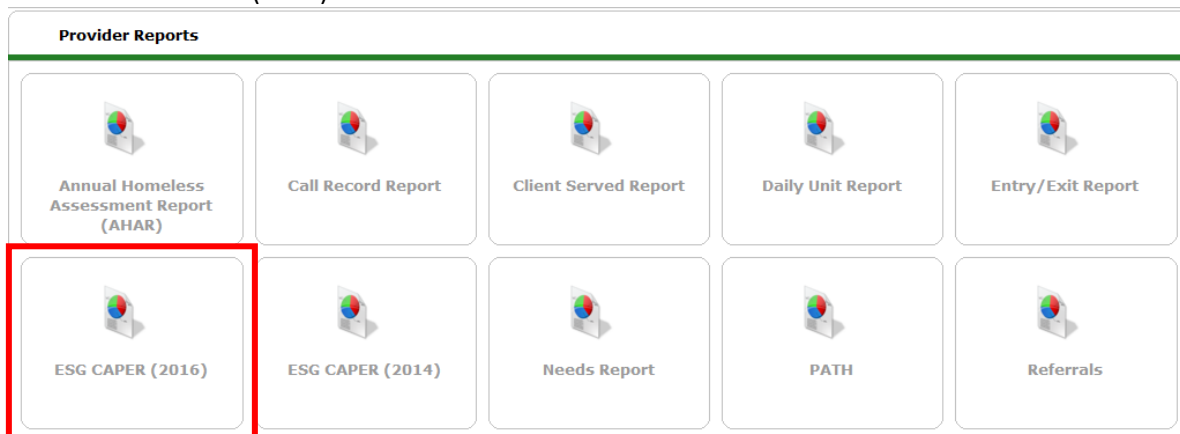 Provider Reports
Annual Homeless
Assessment Report
(AHAR)
Call Record Report
Client Served Report
Daily Unit Report
Entry/Exit Report
ESG CAPER (2016)
ESG CAPER (2014)
Needs Report
PATH
Referrals